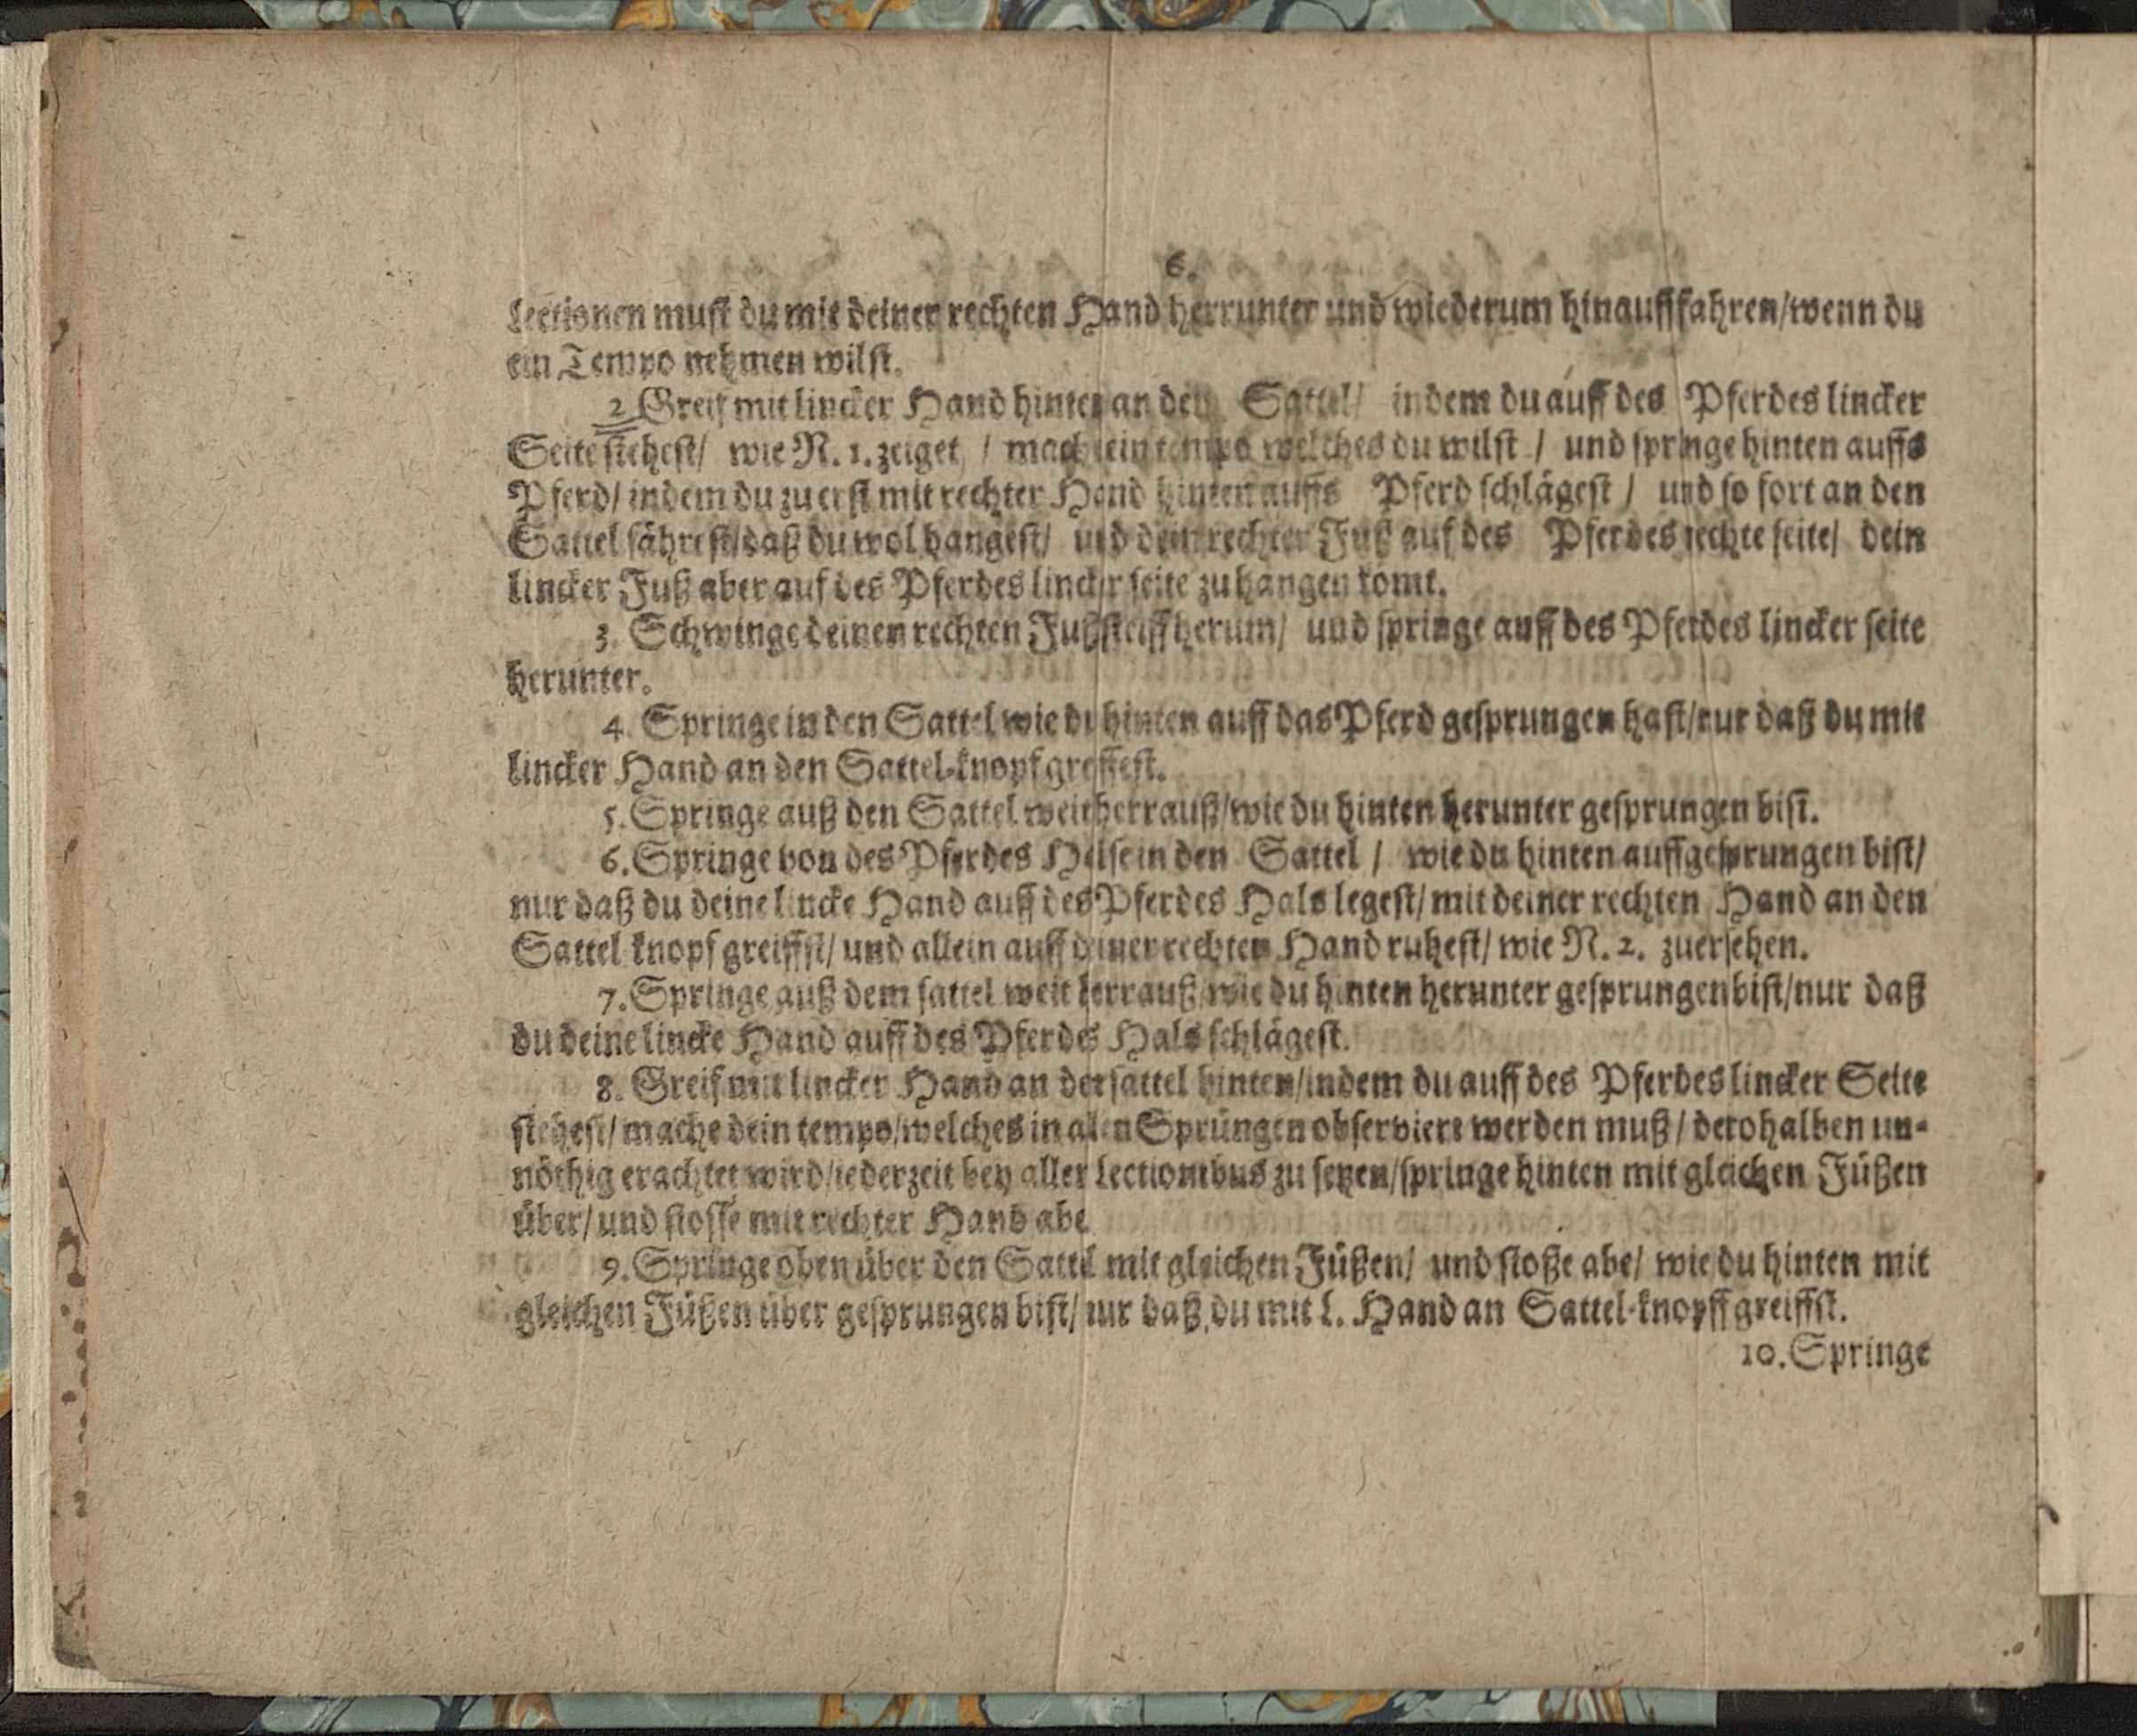 6.
Lectionen must du mit deiner rechten Hand herrunter und wiederum hinauff fahren/wenn du
ein Tempo nehmen wilst.
2 Greif mit lincker Hand hinten an den Sattel/ indem du auff des Pferdes lincker
Seite stehest/ wie N. 1. zeiget / mach dein tempo welches du wilst / und springe hinten auffs
Pferd/ indem du zu erst mit rechter Hand hinten auffs Pferd schlägest / und so fort an den
Sattel fährest/daß du wol hangest/ und dein rechter Fuß auf des Pferdes rechte seite/ dein
lincker Fuß aber auf des Pferdes lincker seite zu hangen komt.
3. Schwinge deinen rechten Fuß steiff herum/ und springe auff des Pferdes lincker seite
herunter.
4. Springe in den Sattel wie du hinten auff das Pferd gesprungen hast/nur daß du mit
lincker Hand an den Sattel-knopf greiffest.
5. Springe auß den Sattel weit herrauß/wie du hinten herunter gesprungen bist.
6. Springe von des Pferdes Halse in den Sattel / wie du hinten auffgesprungen bist/
nur daß du deine lincke Hand auff des Pferdes Hals legest/ mit deiner rechten Hand an den
Sattel knopf greiffst/ und allein auff deiner rechten Hand ruhest/ wie N. 2. zuersehen.
7. Springe auß dem sattel weit herrauß/wie du hinten herunter gesprungen bist/nur daß
du deine lincke Hand auff des Pferdes Hals schlägest.
8. Greif mit lincker Hand an der sattel hinten/indem du auff des Pferdes lincker Seite
stehest/ mache dein tempo/welches in allen Sprüngen observiert werden muß / derohalben un-
nöthig erachtet wird/iederzeit bey aller Lectionibus zu setzen/springe hinten mit gleichen Füßen
über/ und stosse mit rechter Hand abe
9. Springe oben über den Sattel mit gleichen Füßen/ und stoße abe/ wie du hinten mit
gleichen Füßen über gesprungen bist/ nur daß du mit l. Hand an Sattel-knopff greiffst.
10. Springe